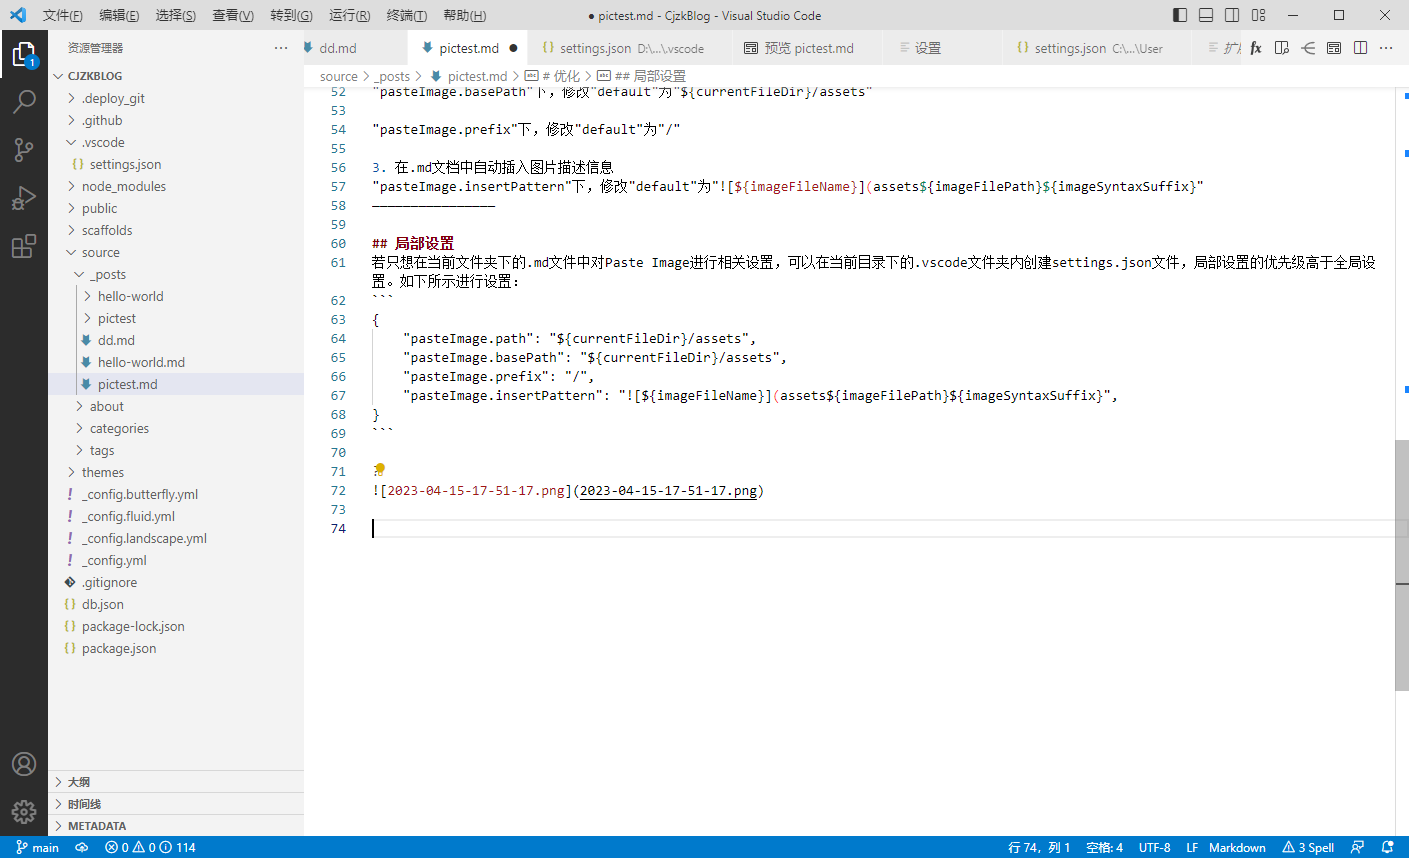 文件(F) 编辑(E) 选择(S) 查看(V) 转到(G) 运行(R) 终端(T) 帮助(H) ● pictest.md - CjzkBlog - Visual Studio Code
资源管理器 ···
dd.md pictest.md ● settings.json D:\...\.vscode 预览 pictest.md 设置 settings.json C:\...\User
source > _posts > pictest.md > # 优化 > ## 局部设置
1
CJZKBLOG
.deploy_git
.github
.vscode
settings.json
node_modules
public
scaffolds
source
_posts
hello-world
pictest
dd.md
hello-world.md
pictest.md
about
categories
tags
themes
_config.butterfly.yml
_config.fluid.yml
_config.landscape.yml
_config.yml
.gitignore
db.json
package-lock.json
package.json
大纲
时间线
METADATA
52 "pasteImage.basePath"下，修改"default"为"${currentFileDir}/assets"
53
54 "pasteImage.prefix"下，修改"default"为"/"
55
56 3. 在.md文档中自动插入图片描述信息
57 "pasteImage.insertPattern"下，修改"default"为"![${imageFileName}](assets${imageFilePath}${imageSyntaxSuffix}"
58 ————————————————
59
60 ## 局部设置
61 若只想在当前文件夹下的.md文件中对Paste Image进行相关设置，可以在当前目录下的.vscode文件夹内创建settings.json文件，局部设置的优先级高于全局设
置。如下所示进行设置：
62 ```
63 {
64 "pasteImage.path": "${currentFileDir}/assets",
65 "pasteImage.basePath": "${currentFileDir}/assets",
66 "pasteImage.prefix": "/",
67 "pasteImage.insertPattern": "![${imageFileName}](assets${imageFilePath}${imageSyntaxSuffix}",
68 }
69 ```
70
71
72 ![2023-04-15-17-51-17.png](2023-04-15-17-51-17.png)
73
74
main 0 0 114 行 74，列 1 空格: 4 UTF-8 LF Markdown 3 Spell